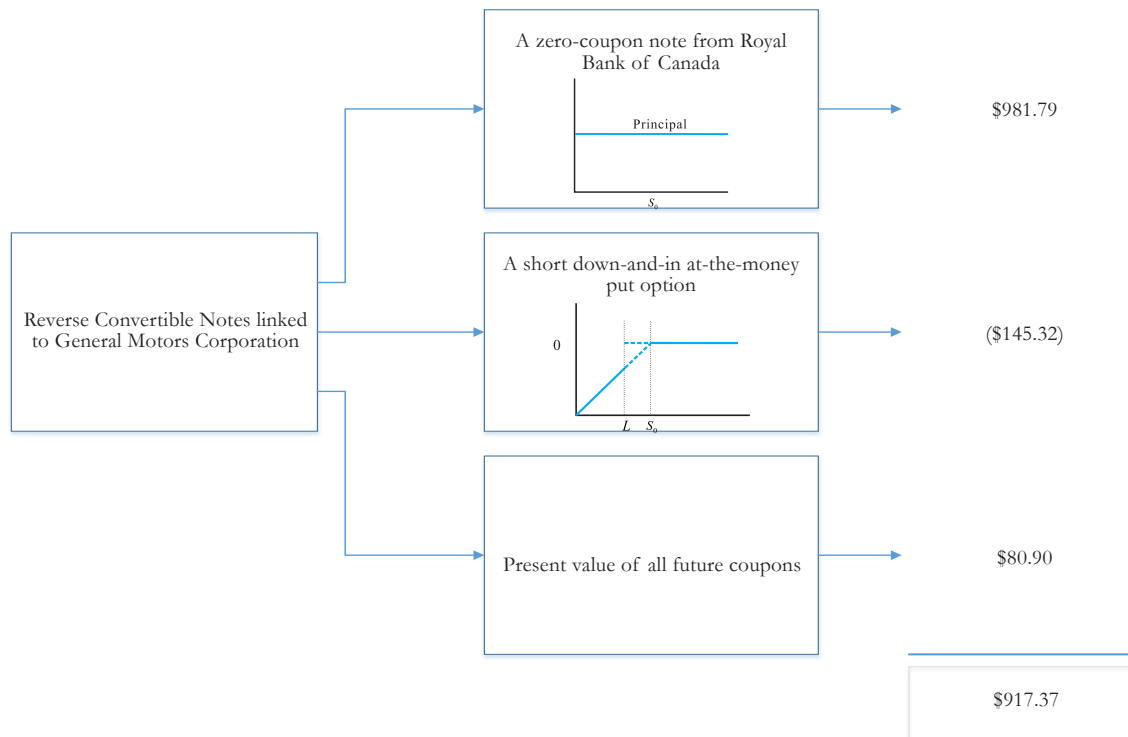 A zero-coupon note from Royal
Bank of Canada
Principal
S₀
$981.79
Reverse Convertible Notes linked
to General Motors Corporation
A short down-and-in at-the-money
put option
0
L S₀
($145.32)
Present value of all future coupons
$80.90
$917.37